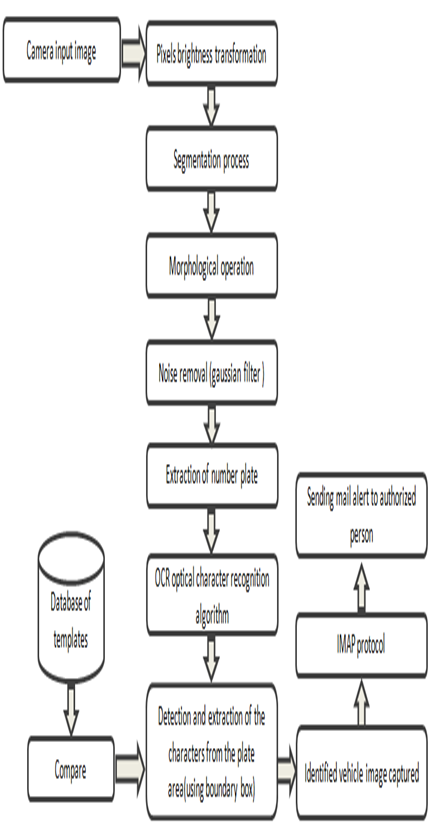 Camera input image
Pixels brightness transformation
Segmentation process
Morphological operation
Noise removal (gaussian filter )
Extraction of number plate
OCR optical character recognition
algorithm
Database of
templates
Compare
Detection and extraction of the
characters from the plate
area(using boundary box)
Identified vehicle image captured
IMAP protocol
Sending mail alert to authorized
person